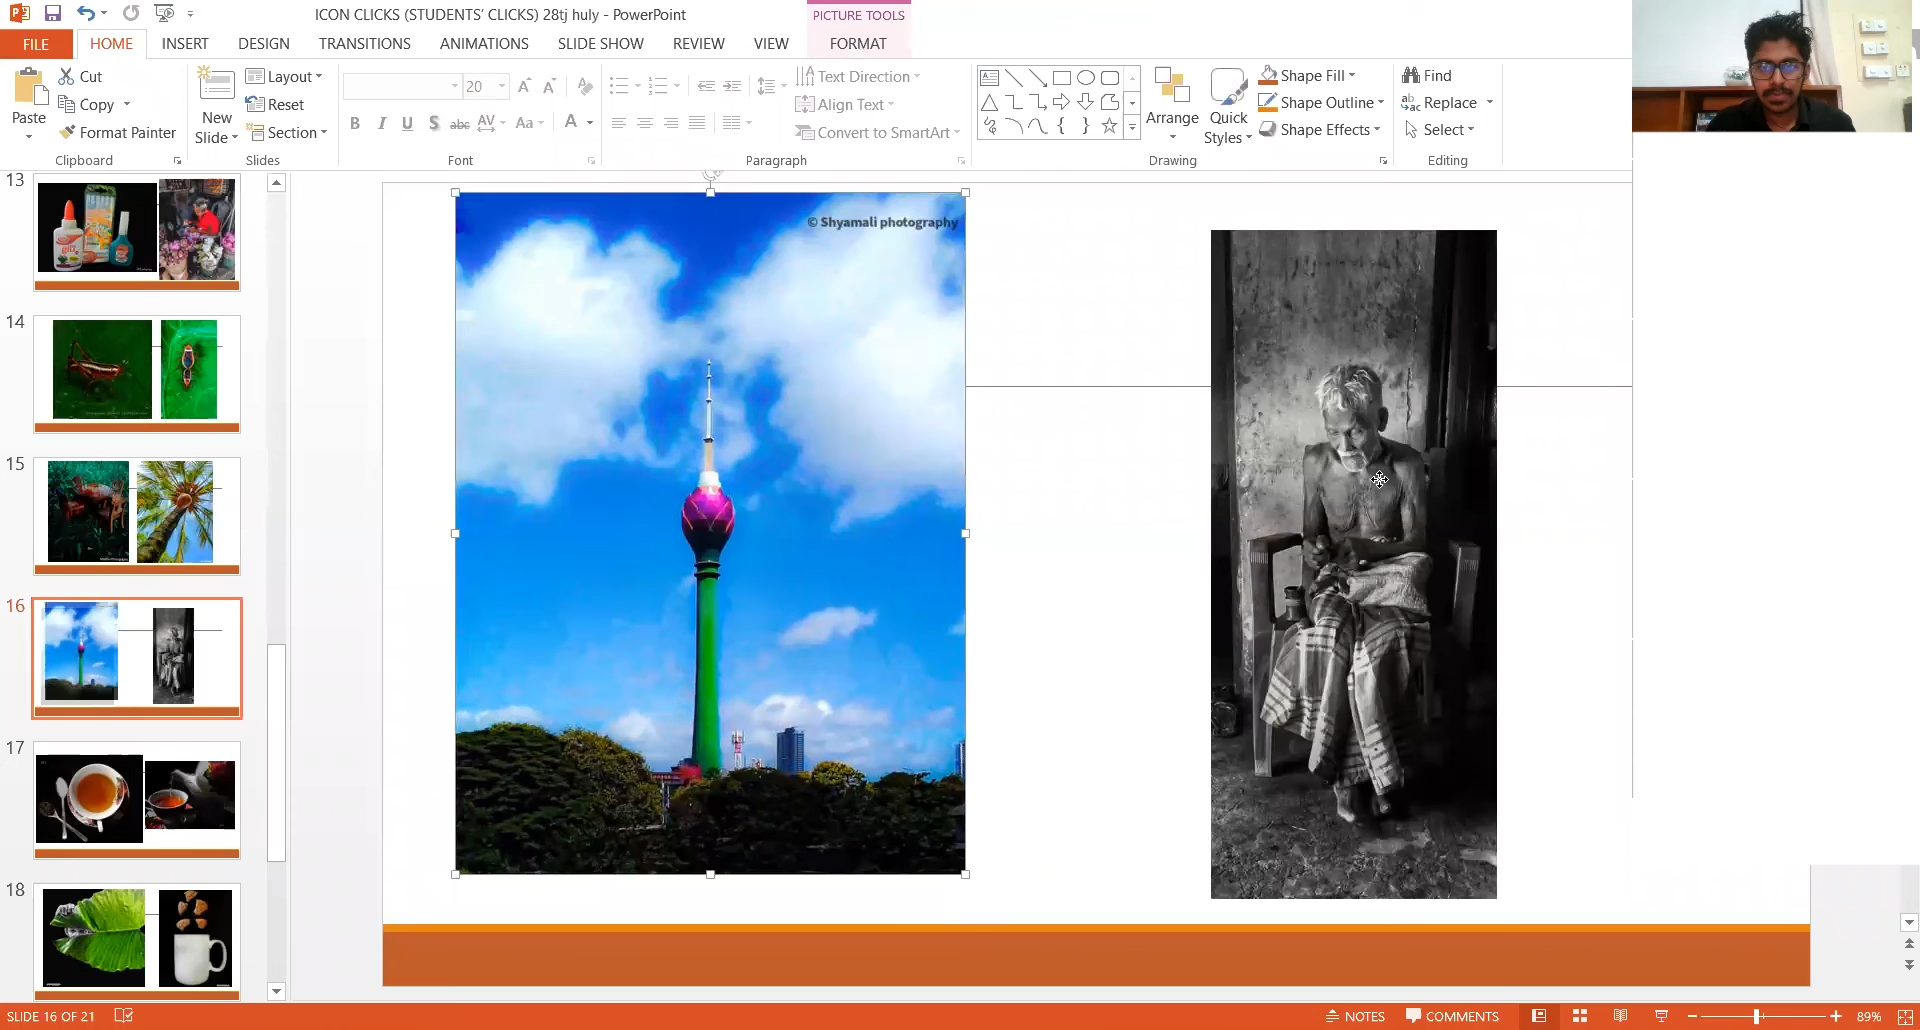 ICON CLICKS (STUDENTS' CLICKS) 28tj huly - PowerPoint
PICTURE TOOLS
FILE HOME INSERT DESIGN TRANSITIONS ANIMATIONS SLIDE SHOW REVIEW VIEW FORMAT
Paste
Cut
Copy
Format Painter
Clipboard
New
Slide
Layout
Reset
Section
Slides
20
B I U S abc AV Aa A
Font
Text Direction
Align Text
Convert to SmartArt
Paragraph
Arrange
Quick
Styles
Shape Fill
Shape Outline
Shape Effects
Drawing
Find
Replace
Select
Editing
13
14
15
16
17
18
© Shyamali photography
SLIDE 16 OF 21
NOTES
COMMENTS
89%